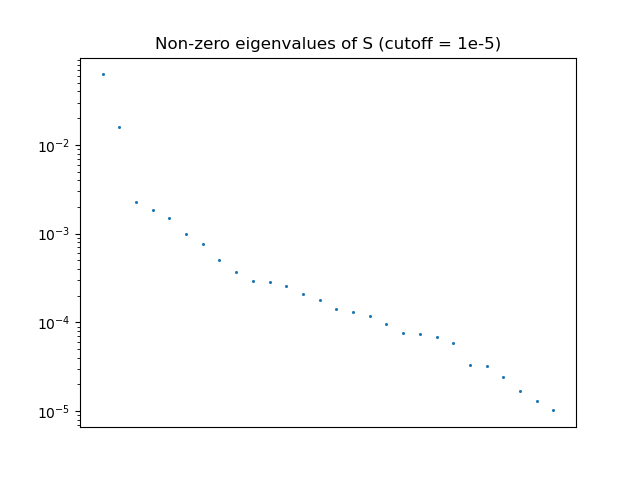 Non-zero eigenvalues of S (cutoff = 1e-5)
10⁻²
10⁻³
10⁻⁴
10⁻⁵